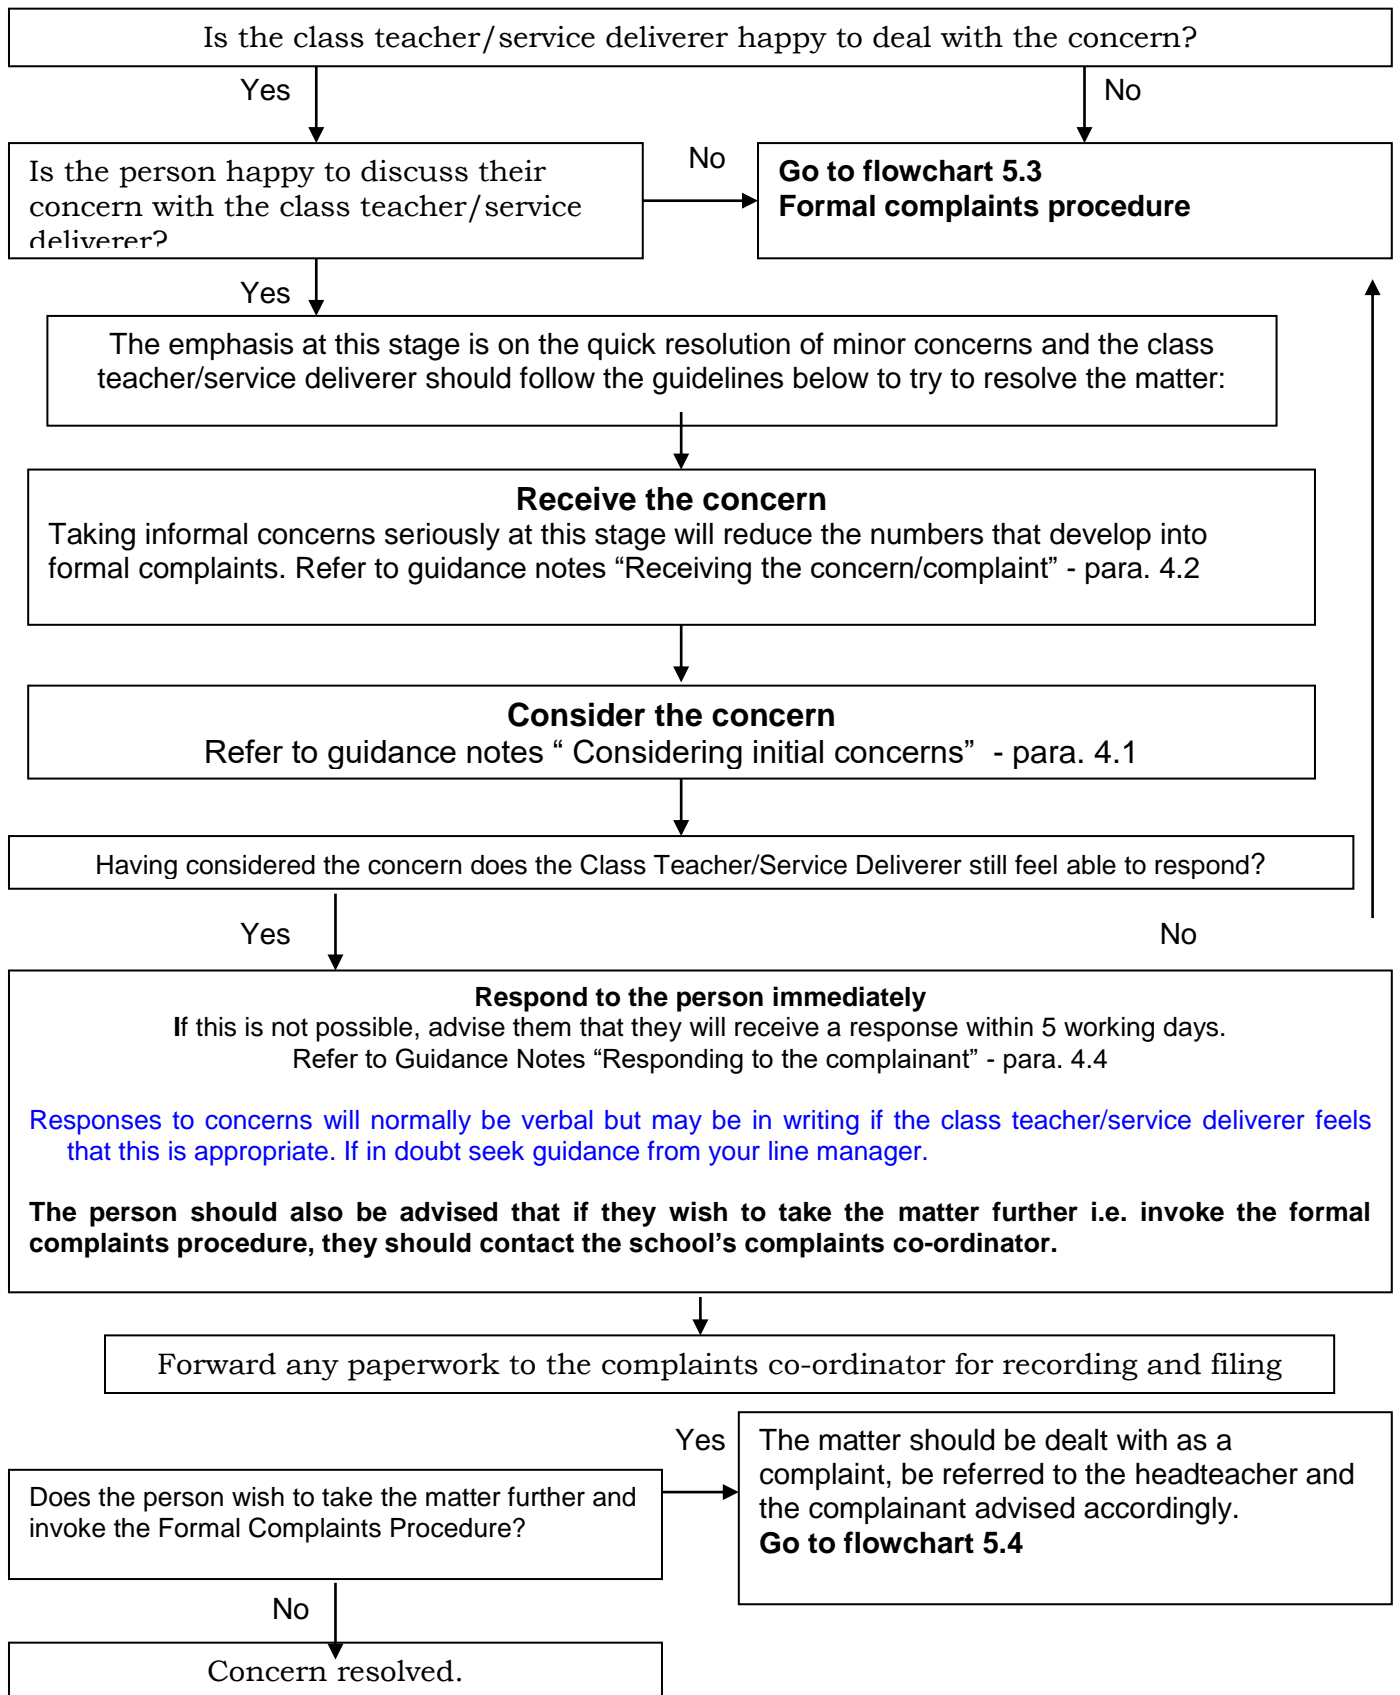 Is the class teacher/service deliverer happy to deal with the concern?
Yes
No
Is the person happy to discuss their
concern with the class teacher/service
deliverer?
No
Go to flowchart 5.3
Formal complaints procedure
Yes
The emphasis at this stage is on the quick resolution of minor concerns and the class
teacher/service deliverer should follow the guidelines below to try to resolve the matter:
Receive the concern
Taking informal concerns seriously at this stage will reduce the numbers that develop into
formal complaints. Refer to guidance notes “Receiving the concern/complaint” - para. 4.2
Consider the concern
Refer to guidance notes “ Considering initial concerns”  - para. 4.1
Having considered the concern does the Class Teacher/Service Deliverer still feel able to respond?
Yes
No
Respond to the person immediately
If this is not possible, advise them that they will receive a response within 5 working days.
Refer to Guidance Notes “Responding to the complainant” - para. 4.4
Responses to concerns will normally be verbal but may be in writing if the class teacher/service deliverer feels
that this is appropriate. If in doubt seek guidance from your line manager.
The person should also be advised that if they wish to take the matter further i.e. invoke the formal
complaints procedure, they should contact the school’s complaints co-ordinator.
Forward any paperwork to the complaints co-ordinator for recording and filing
Does the person wish to take the matter further and
invoke the Formal Complaints Procedure?
Yes
The matter should be dealt with as a
complaint, be referred to the headteacher and
the complainant advised accordingly.
Go to flowchart 5.4
No
Concern resolved.